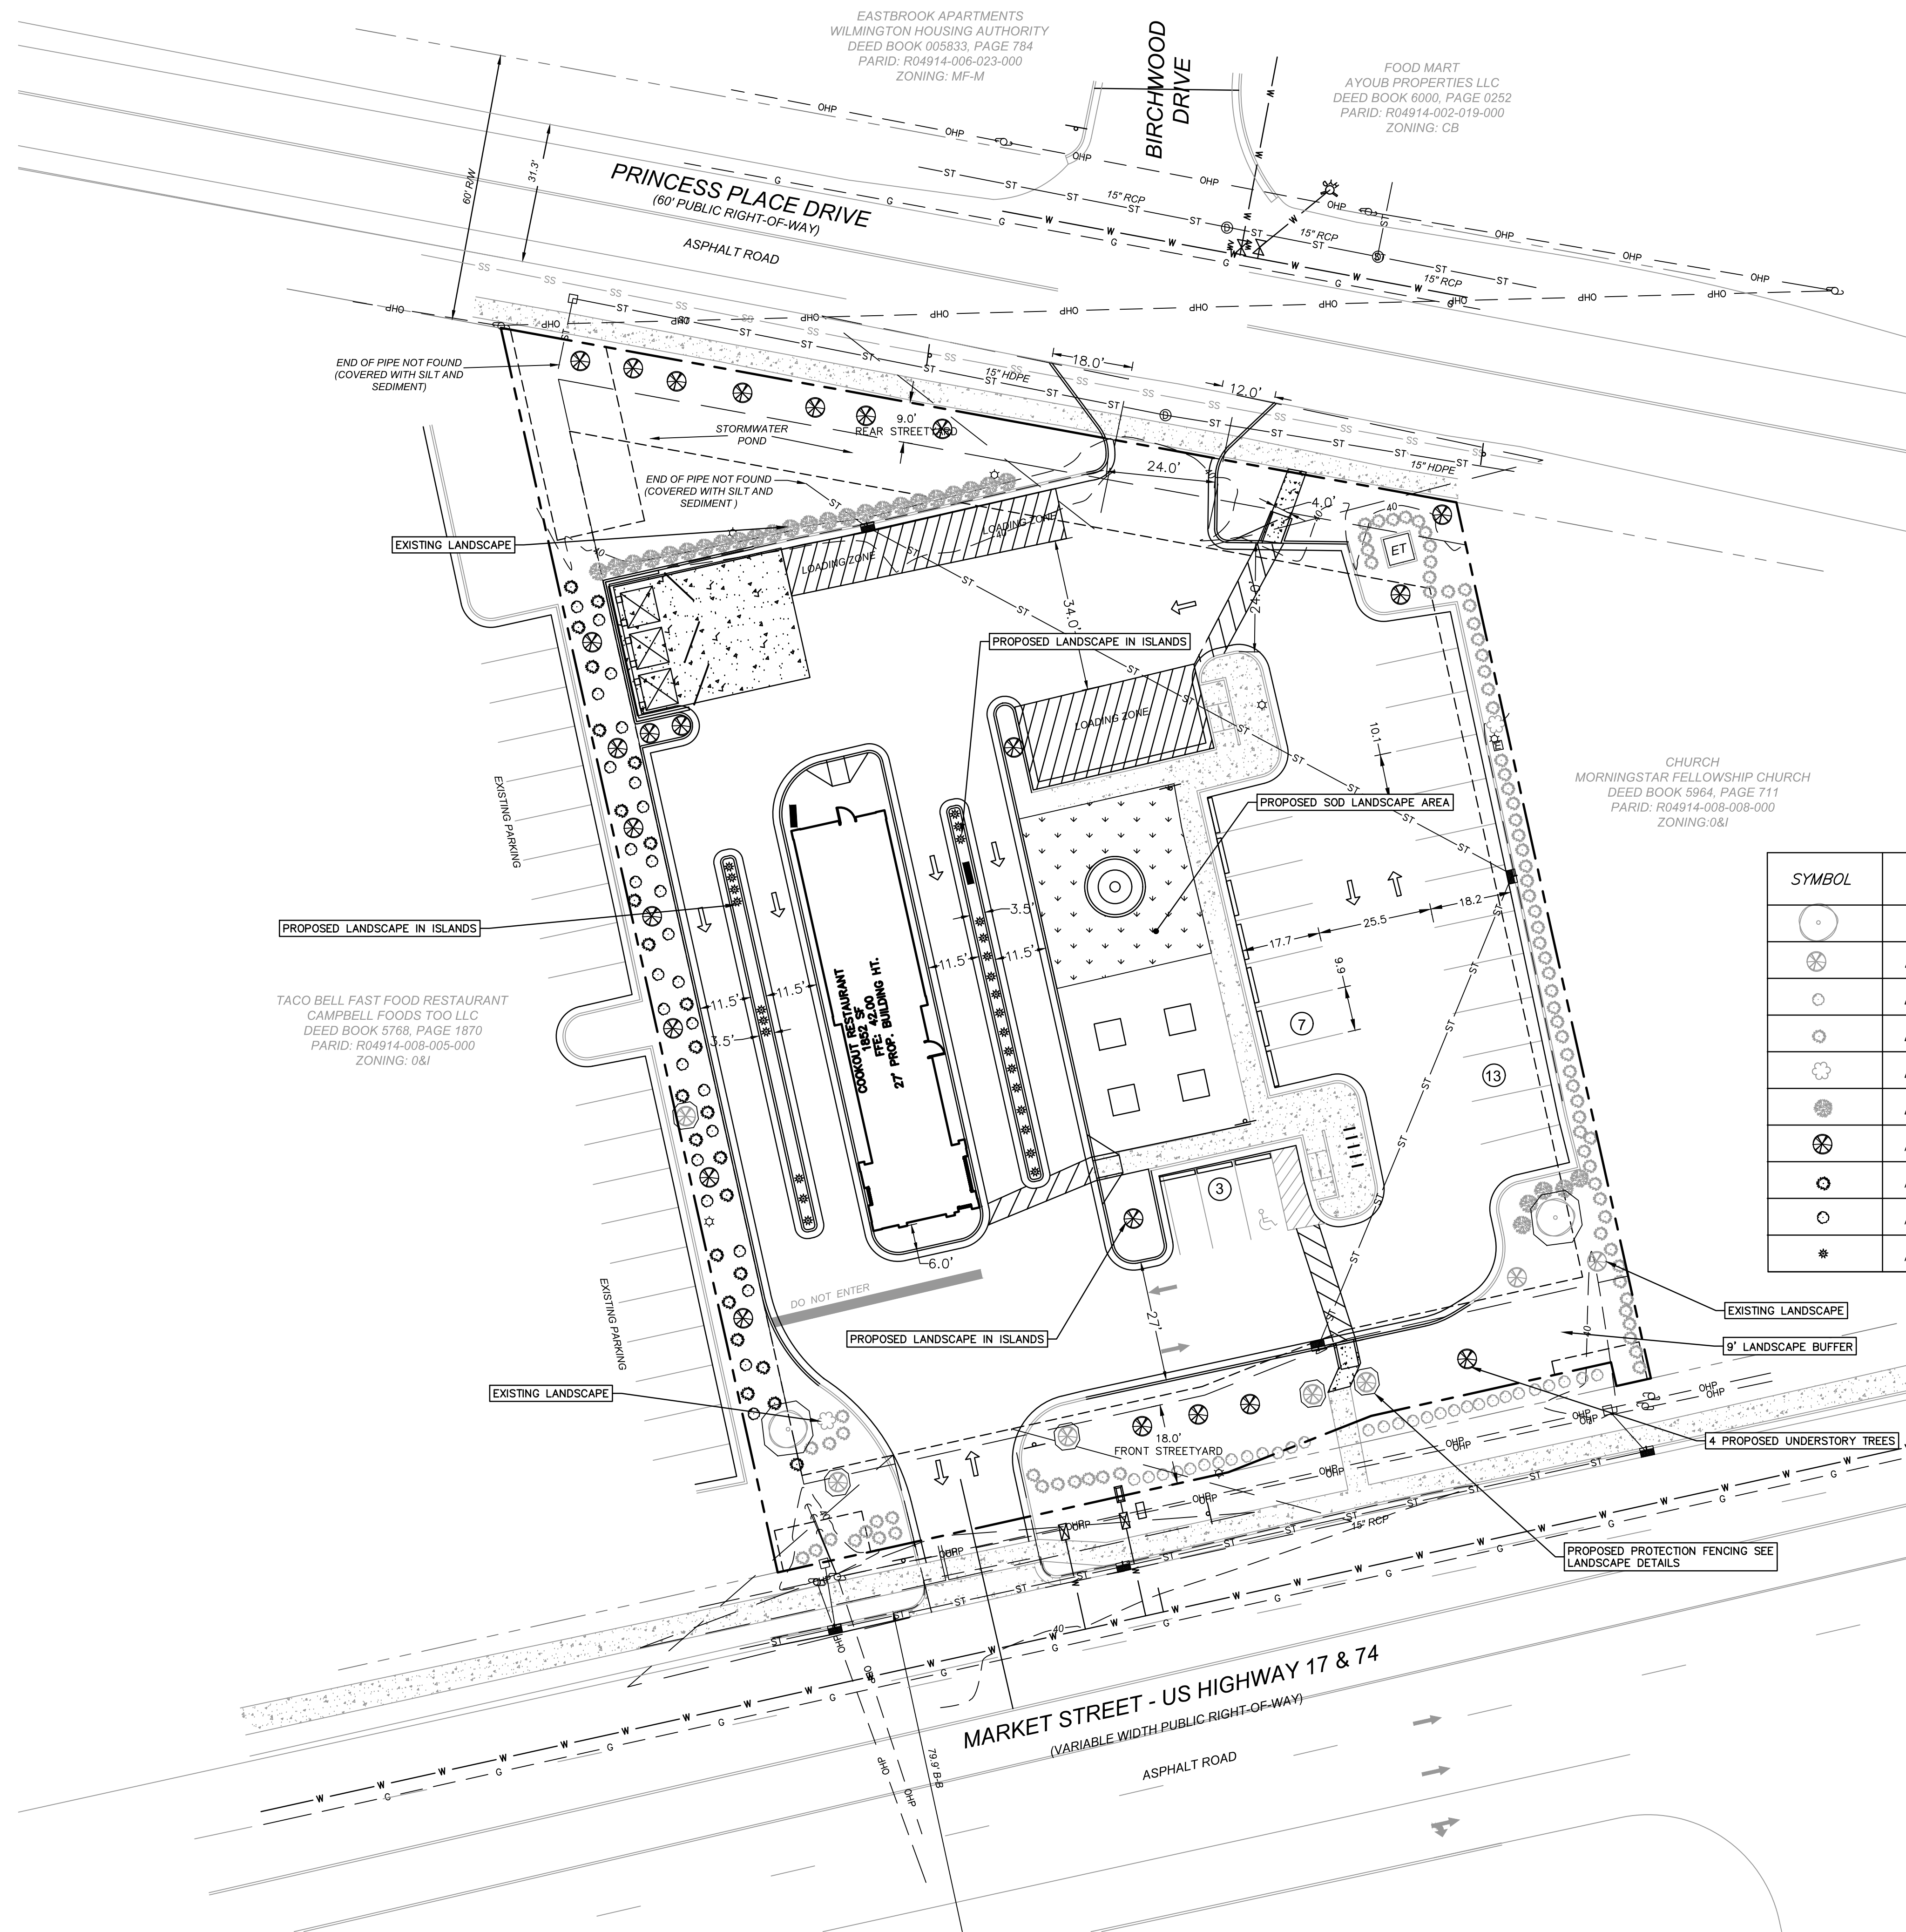 EASTBROOK APARTMENTS
WILMINGTON HOUSING AUTHORITY
DEED BOOK 005833, PAGE 784
PARID: R04914-006-023-000
ZONING: MF-M
BIRCHWOOD
DRIVE
FOOD MART
AYOUB PROPERTIES LLC
DEED BOOK 6000, PAGE 0252
PARID: R04914-002-019-000
ZONING: CB
60' R/W
31.3'
PRINCESS PLACE DRIVE
(60' PUBLIC RIGHT-OF-WAY)
ASPHALT ROAD
15" RCP
15" RCP
15" RCP
END OF PIPE NOT FOUND
(COVERED WITH SILT AND
SEDIMENT)
15" HDPE
18.0'
12.0'
9.0'
REAR STREETYARD
STORMWATER
POND
24.0'
15" HDPE
END OF PIPE NOT FOUND
(COVERED WITH SILT AND
SEDIMENT )
4.0'
EXISTING LANDSCAPE
LOADING ZONE
LOADING ZONE
ET
34.0'
24.0'
PROPOSED LANDSCAPE IN ISLANDS
LOADING ZONE
10.1
EXISTING PARKING
PROPOSED SOD LANDSCAPE AREA
CHURCH
MORNINGSTAR FELLOWSHIP CHURCH
DEED BOOK 5964, PAGE 711
PARID: R04914-008-008-000
ZONING:0&I
SYMBOL
PROPOSED LANDSCAPE IN ISLANDS
3.5'
11.5'
11.5'
17.7
25.5
18.2
9.9
TACO BELL FAST FOOD RESTAURANT
CAMPBELL FOODS TOO LLC
DEED BOOK 5768, PAGE 1870
PARID: R04914-008-005-000
ZONING: 0&I
11.5'
11.5'
3.5'
COOKOUT RESTAURANT
1852 SF
FFE: 42.00
27' PROP. BUILDING HT.
7
13
3
6.0'
DO NOT ENTER
27'
EXISTING PARKING
PROPOSED LANDSCAPE IN ISLANDS
EXISTING LANDSCAPE
9' LANDSCAPE BUFFER
EXISTING LANDSCAPE
18.0'
FRONT STREETYARD
4 PROPOSED UNDERSTORY TREES
15" RCP
PROPOSED PROTECTION FENCING SEE
LANDSCAPE DETAILS
40
MARKET STREET - US HIGHWAY 17 & 74
(VARIABLE WIDTH PUBLIC RIGHT-OF-WAY)
ASPHALT ROAD
79.9' B-B